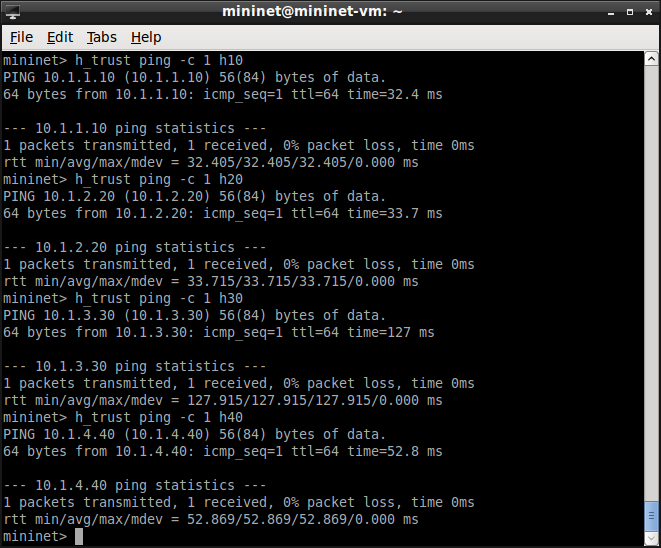 mininet@mininet-vm: ~
File Edit Tabs Help
mininet> h_trust ping -c 1 h10
PING 10.1.1.10 (10.1.1.10) 56(84) bytes of data.
64 bytes from 10.1.1.10: icmp_seq=1 ttl=64 time=32.4 ms

--- 10.1.1.10 ping statistics ---
1 packets transmitted, 1 received, 0% packet loss, time 0ms
rtt min/avg/max/mdev = 32.405/32.405/32.405/0.000 ms
mininet> h_trust ping -c 1 h20
PING 10.1.2.20 (10.1.2.20) 56(84) bytes of data.
64 bytes from 10.1.2.20: icmp_seq=1 ttl=64 time=33.7 ms

--- 10.1.2.20 ping statistics ---
1 packets transmitted, 1 received, 0% packet loss, time 0ms
rtt min/avg/max/mdev = 33.715/33.715/33.715/0.000 ms
mininet> h_trust ping -c 1 h30
PING 10.1.3.30 (10.1.3.30) 56(84) bytes of data.
64 bytes from 10.1.3.30: icmp_seq=1 ttl=64 time=127 ms

--- 10.1.3.30 ping statistics ---
1 packets transmitted, 1 received, 0% packet loss, time 0ms
rtt min/avg/max/mdev = 127.915/127.915/127.915/0.000 ms
mininet> h_trust ping -c 1 h40
PING 10.1.4.40 (10.1.4.40) 56(84) bytes of data.
64 bytes from 10.1.4.40: icmp_seq=1 ttl=64 time=52.8 ms

--- 10.1.4.40 ping statistics ---
1 packets transmitted, 1 received, 0% packet loss, time 0ms
rtt min/avg/max/mdev = 52.869/52.869/52.869/0.000 ms
mininet>